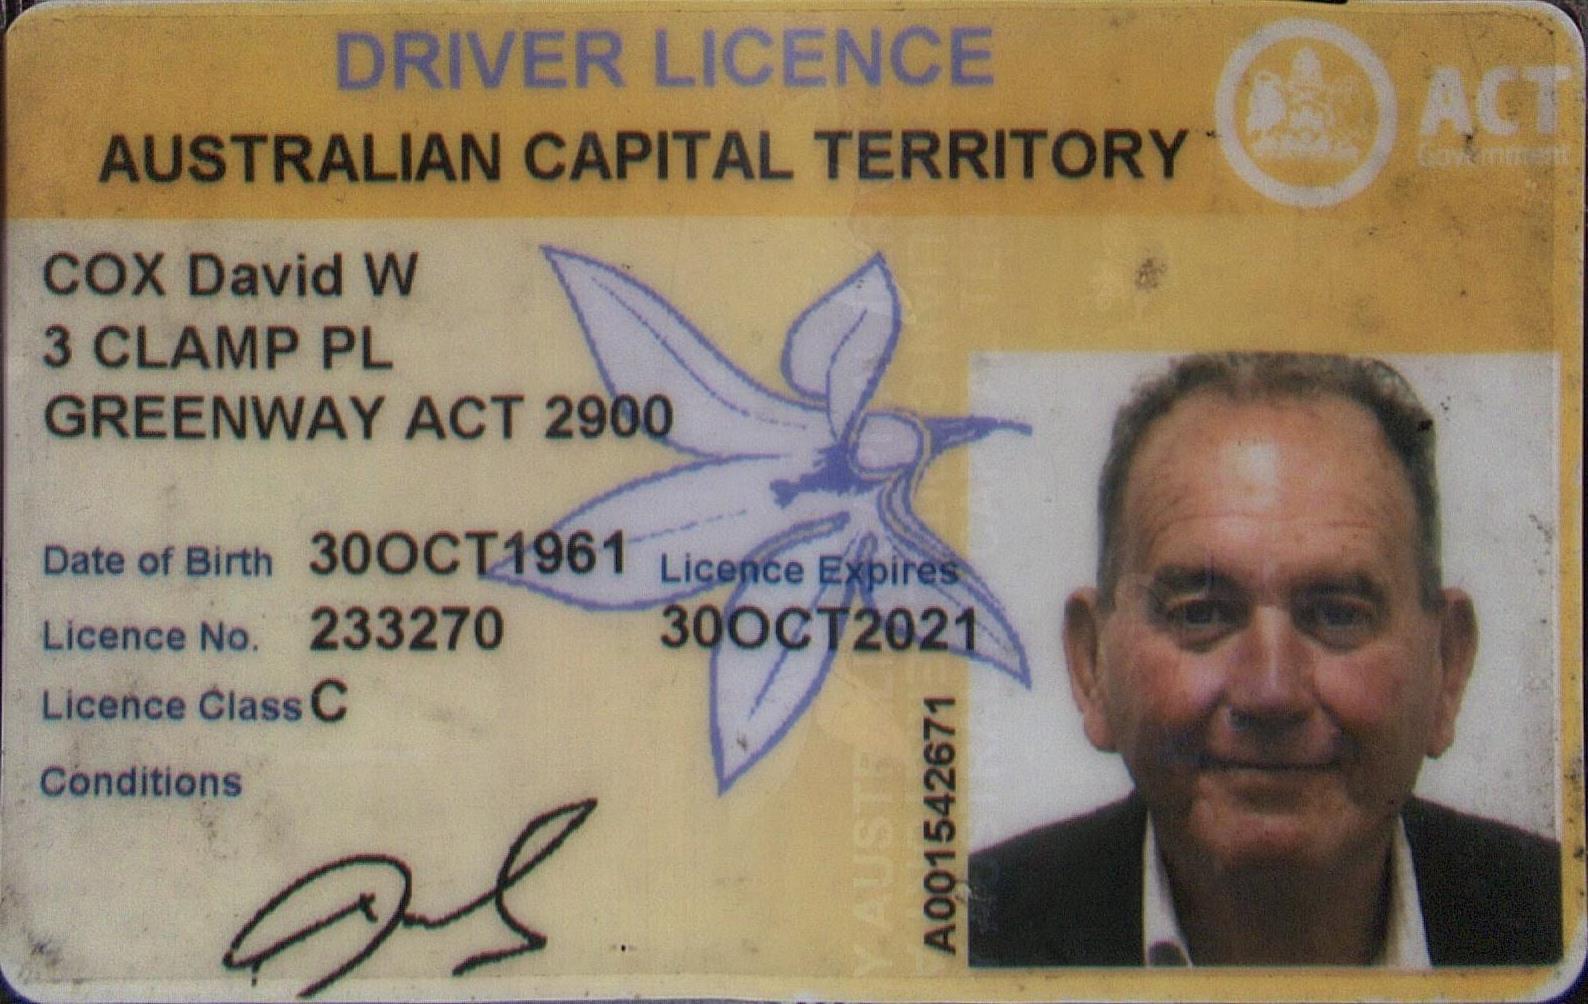 DRIVER LICENCE
AUSTRALIAN CAPITAL TERRITORY
ACT
Government
COX David W
3 CLAMP PL
GREENWAY ACT 2900
Date of Birth 30OCT1961
Licence Expires
Licence No. 233270
30OCT2021
Licence Class C
Conditions
A001542671